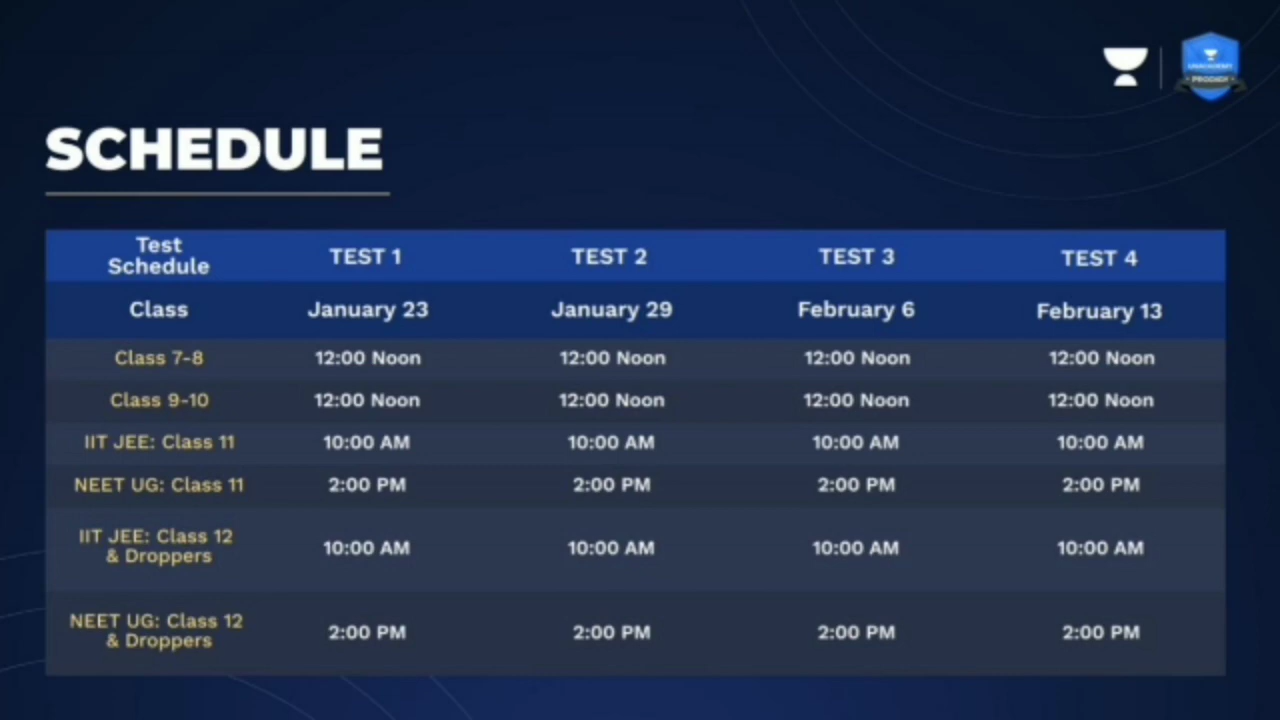 UNACADEMY
PRODIGY
SCHEDULE
Test Schedule TEST 1 TEST 2 TEST 3 TEST 4
Class January 23 January 29 February 6 February 13
Class 7-8 12:00 Noon 12:00 Noon 12:00 Noon 12:00 Noon
Class 9-10 12:00 Noon 12:00 Noon 12:00 Noon 12:00 Noon
IIT JEE: Class 11 10:00 AM 10:00 AM 10:00 AM 10:00 AM
NEET UG: Class 11 2:00 PM 2:00 PM 2:00 PM 2:00 PM
IIT JEE: Class 12 & Droppers 10:00 AM 10:00 AM 10:00 AM 10:00 AM
NEET UG: Class 12 & Droppers 2:00 PM 2:00 PM 2:00 PM 2:00 PM